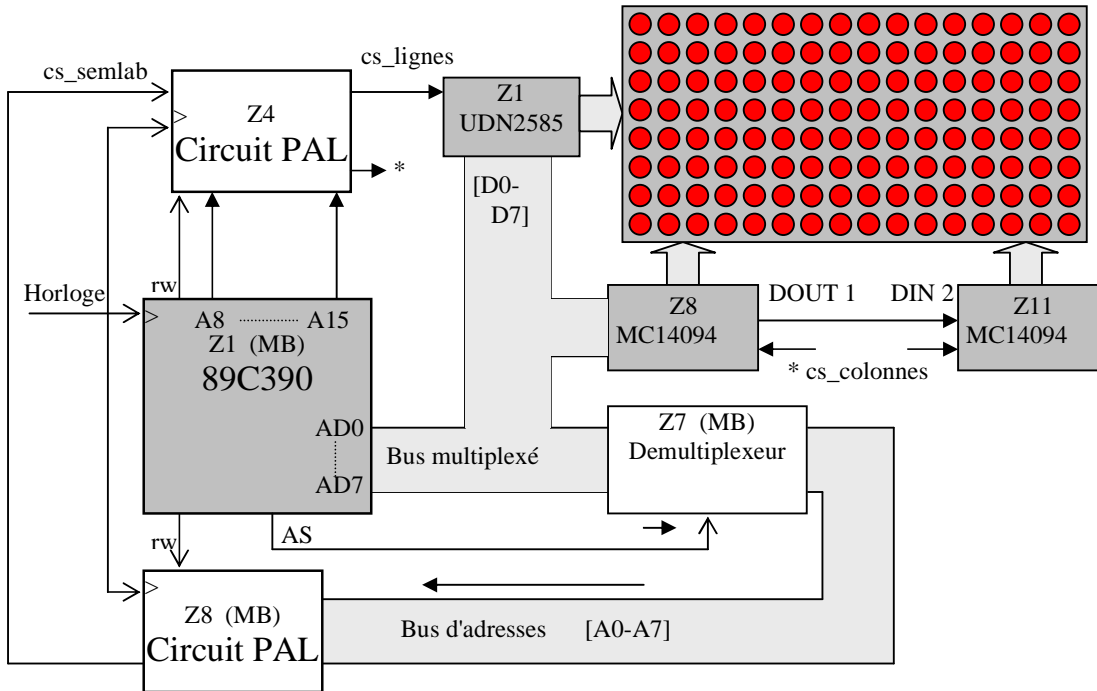 cs_semlab
cs_lignes
Z4
Circuit PAL
*
Z1
UDN2585
[D0-
D7]
rw
Horloge
A8 ................ A15
Z1 (MB)
89C390
AD0
AD7
Bus multiplexé
Z8
MC14094
DOUT 1
DIN 2
Z11
MC14094
* cs_colonnes
Z7 (MB)
Demultiplexeur
rw
AS
Z8 (MB)
Circuit PAL
Bus d'adresses [A0-A7]